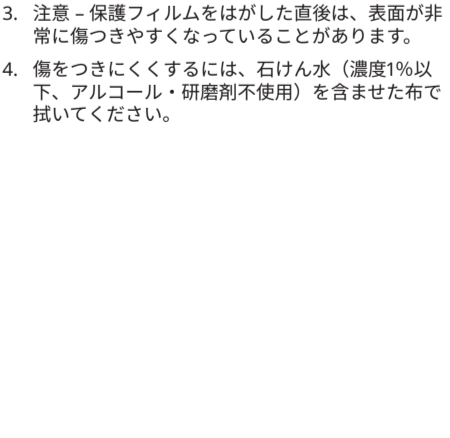 3. 注意 – 保護フィルムをはがした直後は、表面が非
常に傷つきやすくなっていることがあります。
4. 傷をつきにくくするには、石けん水（濃度1%以
下、アルコール・研磨剤不使用）を含ませた布で
拭いてください。